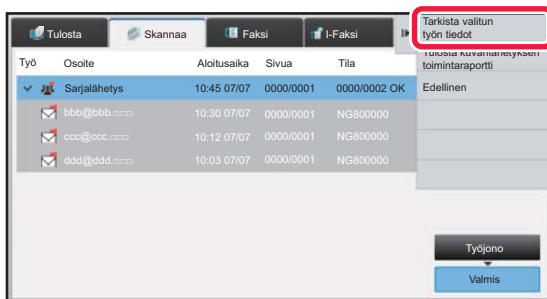 Tulosta
Skannaa
Faksi
I-Faksi
Tarkista valitun
työn tiedot
Tulosta kuvanlähetyksen
toimintaraportti
Edellinen
Työ Osoite Aloitusaika Sivua Tila
Sarjalähetys 10:45 07/07 0000/0001 0000/0002 OK
bbb@bbb.□□□ 10:30 07/07 0000/0001 NG800000
ccc@ccc.□□□ 10:12 07/07 0000/0001 NG800000
ddd@ddd.□□□ 10:03 07/07 0000/0001 NG800000
Työjono
Valmis